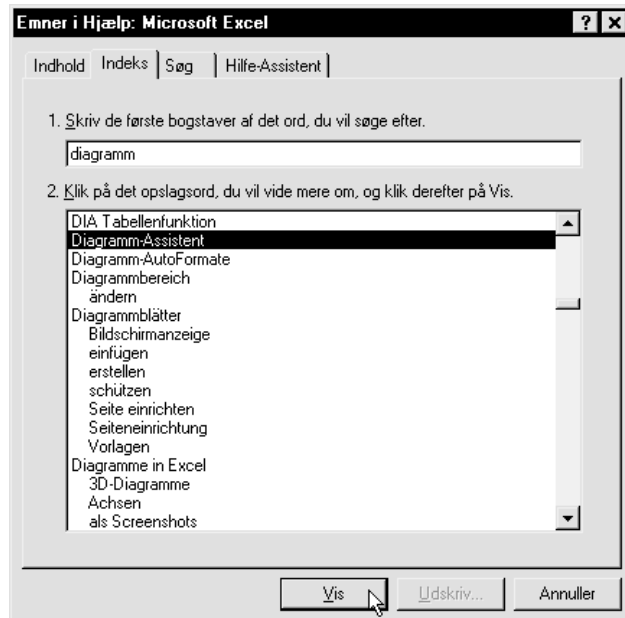 Emner i Hjælp: Microsoft Excel
Indhold Indeks Søg Hilfe-Assistent
1. Skriv de første bogstaver af det ord, du vil søge efter.
diagramm
2. Klik på det opslagsord, du vil vide mere om, og klik derefter på Vis.
DIA Tabellenfunktion
Diagramm-Assistent
Diagramm-AutoFormate
Diagrammbereich
ändern
Diagrammblätter
Bildschirmanzeige
einfügen
erstellen
schützen
Seite einrichten
Seiteneinrichtung
Vorlagen
Diagramme in Excel
3D-Diagramme
Achsen
als Screenshots
Vis Udskriv... Annuller